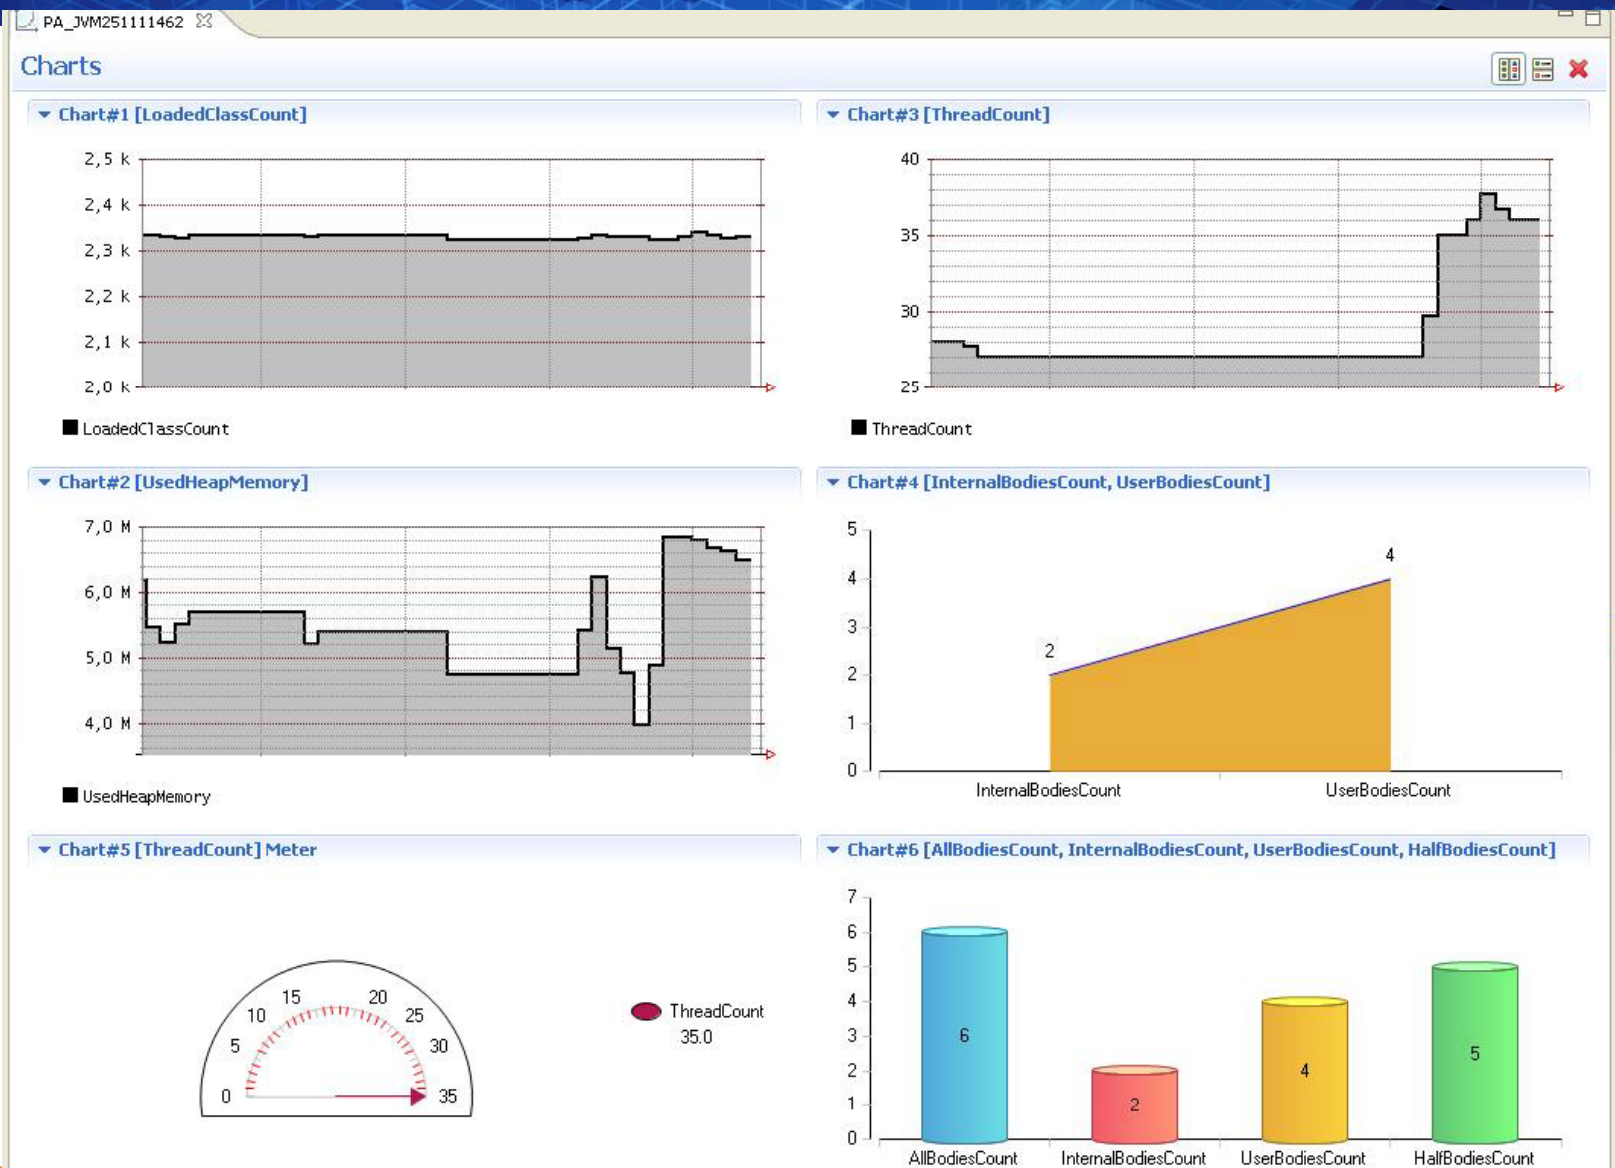 PA_JVM251111462
Charts
Chart#1 [LoadedClassCount]
2,5 k
2,4 k
2,3 k
2,2 k
2,1 k
2,0 k
LoadedClassCount
Chart#3 [ThreadCount]
40
35
30
25
ThreadCount
Chart#2 [UsedHeapMemory]
7,0 M
6,0 M
5,0 M
4,0 M
UsedHeapMemory
Chart#4 [InternalBodiesCount, UserBodiesCount]
5
4
3
2
1
0
2
4
InternalBodiesCount UserBodiesCount
Chart#5 [ThreadCount] Meter
0
5
10
15
20
25
30
35
ThreadCount
35.0
Chart#6 [AllBodiesCount, InternalBodiesCount, UserBodiesCount, HalfBodiesCount]
7
6
5
4
3
2
1
0
6
2
4
5
AllBodiesCount InternalBodiesCount UserBodiesCount HalfBodiesCount